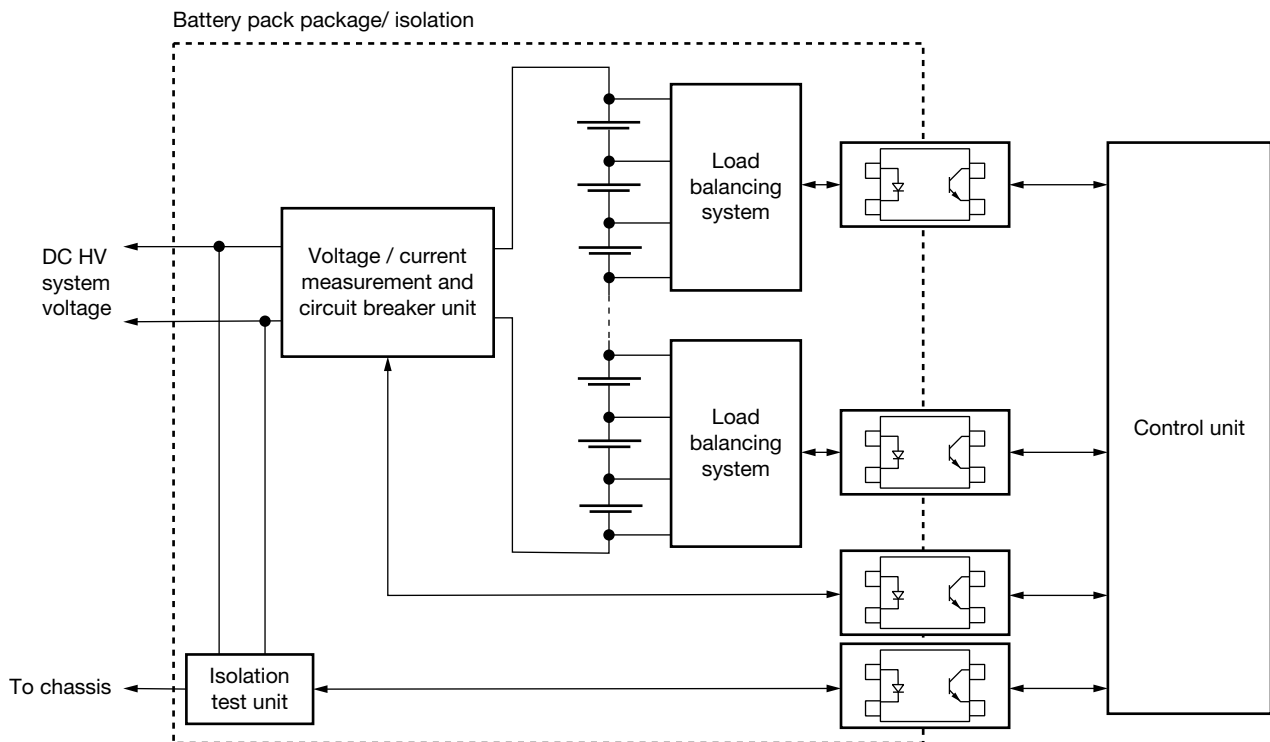 Battery pack package/ isolation
Load
balancing
system
DC HV
system
voltage
Voltage / current
measurement and
circuit breaker unit
Load
balancing
system
Control unit
To chassis
Isolation
test unit